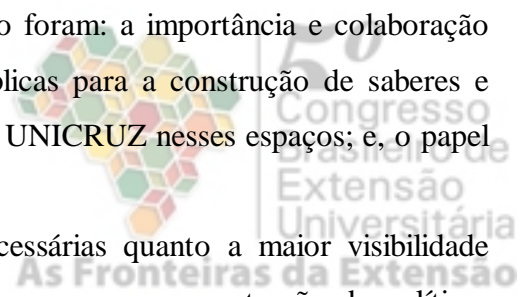 o foram: a importância e colaboração
licas para a construção de saberes e
UNICRUZ nesses espaços; e, o papel
cessárias quanto a maior visibilidade
5º
Congresso
Brasileiro de
Extensão
Universitária
As Fronteiras da Extensão